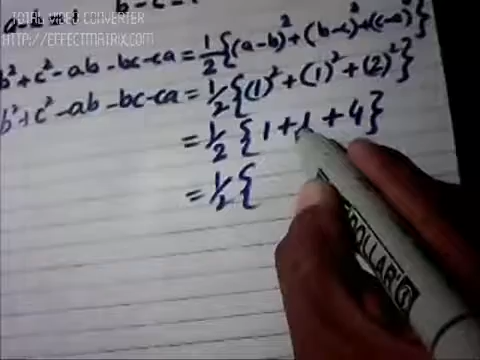 TOTAL VIDEO CONVERTER
HTTP://EFFECTMATRIX.COM
b²+c²-ab-bc-ca = 1/2{(a-b)²+(b-c)²+(c-a)²}
b²+c²-ab-bc-ca = 1/2{(1)²+(1)²+(2)²}
= 1/2{1+1+4}
= 1/2{
DOLLAR